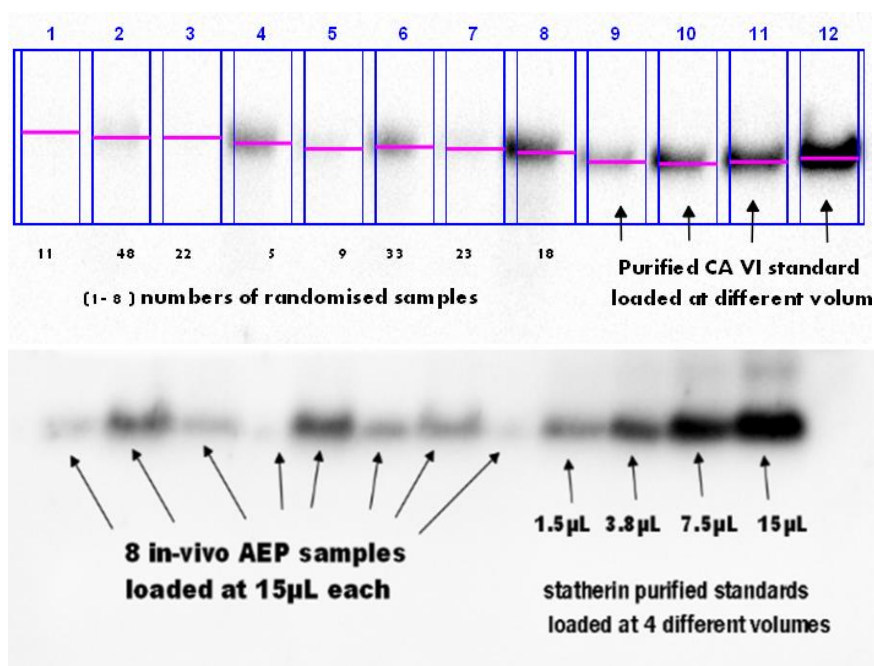 1 2 3 4 5 6 7 8 9 10 11 12
11 48 22 5 9 33 23 18
Purified CA VI standard
(1-8) numbers of randomised samples
loaded at different volum
1.5µL 3.8µL 7.5µL 15µL
8 in-vivo AEP samples
loaded at 15µL each
statherin purified standards
loaded at 4 different volumes